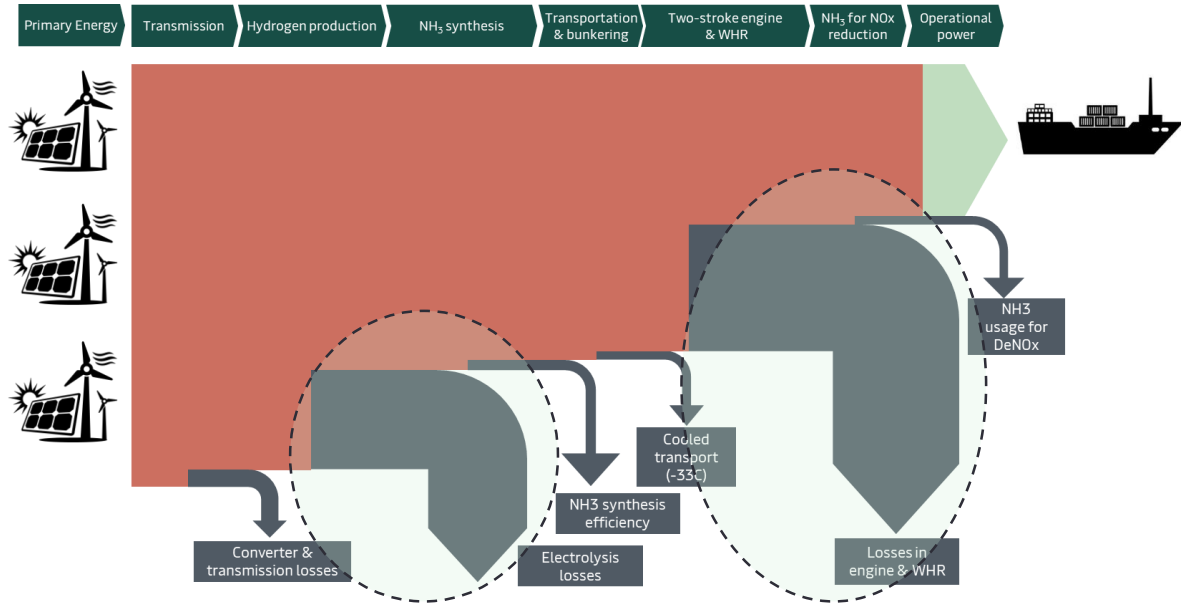 Primary Energy
Transmission
Hydrogen production
NH₃ synthesis
Transportation
& bunkering
Two-stroke engine
& WHR
NH₃ for NOx
reduction
Operational
power
NH3
usage for
DeNOx
Cooled
transport
(-33C)
NH3 synthesis
efficiency
Converter &
transmission losses
Electrolysis
losses
Losses in
engine & WHR